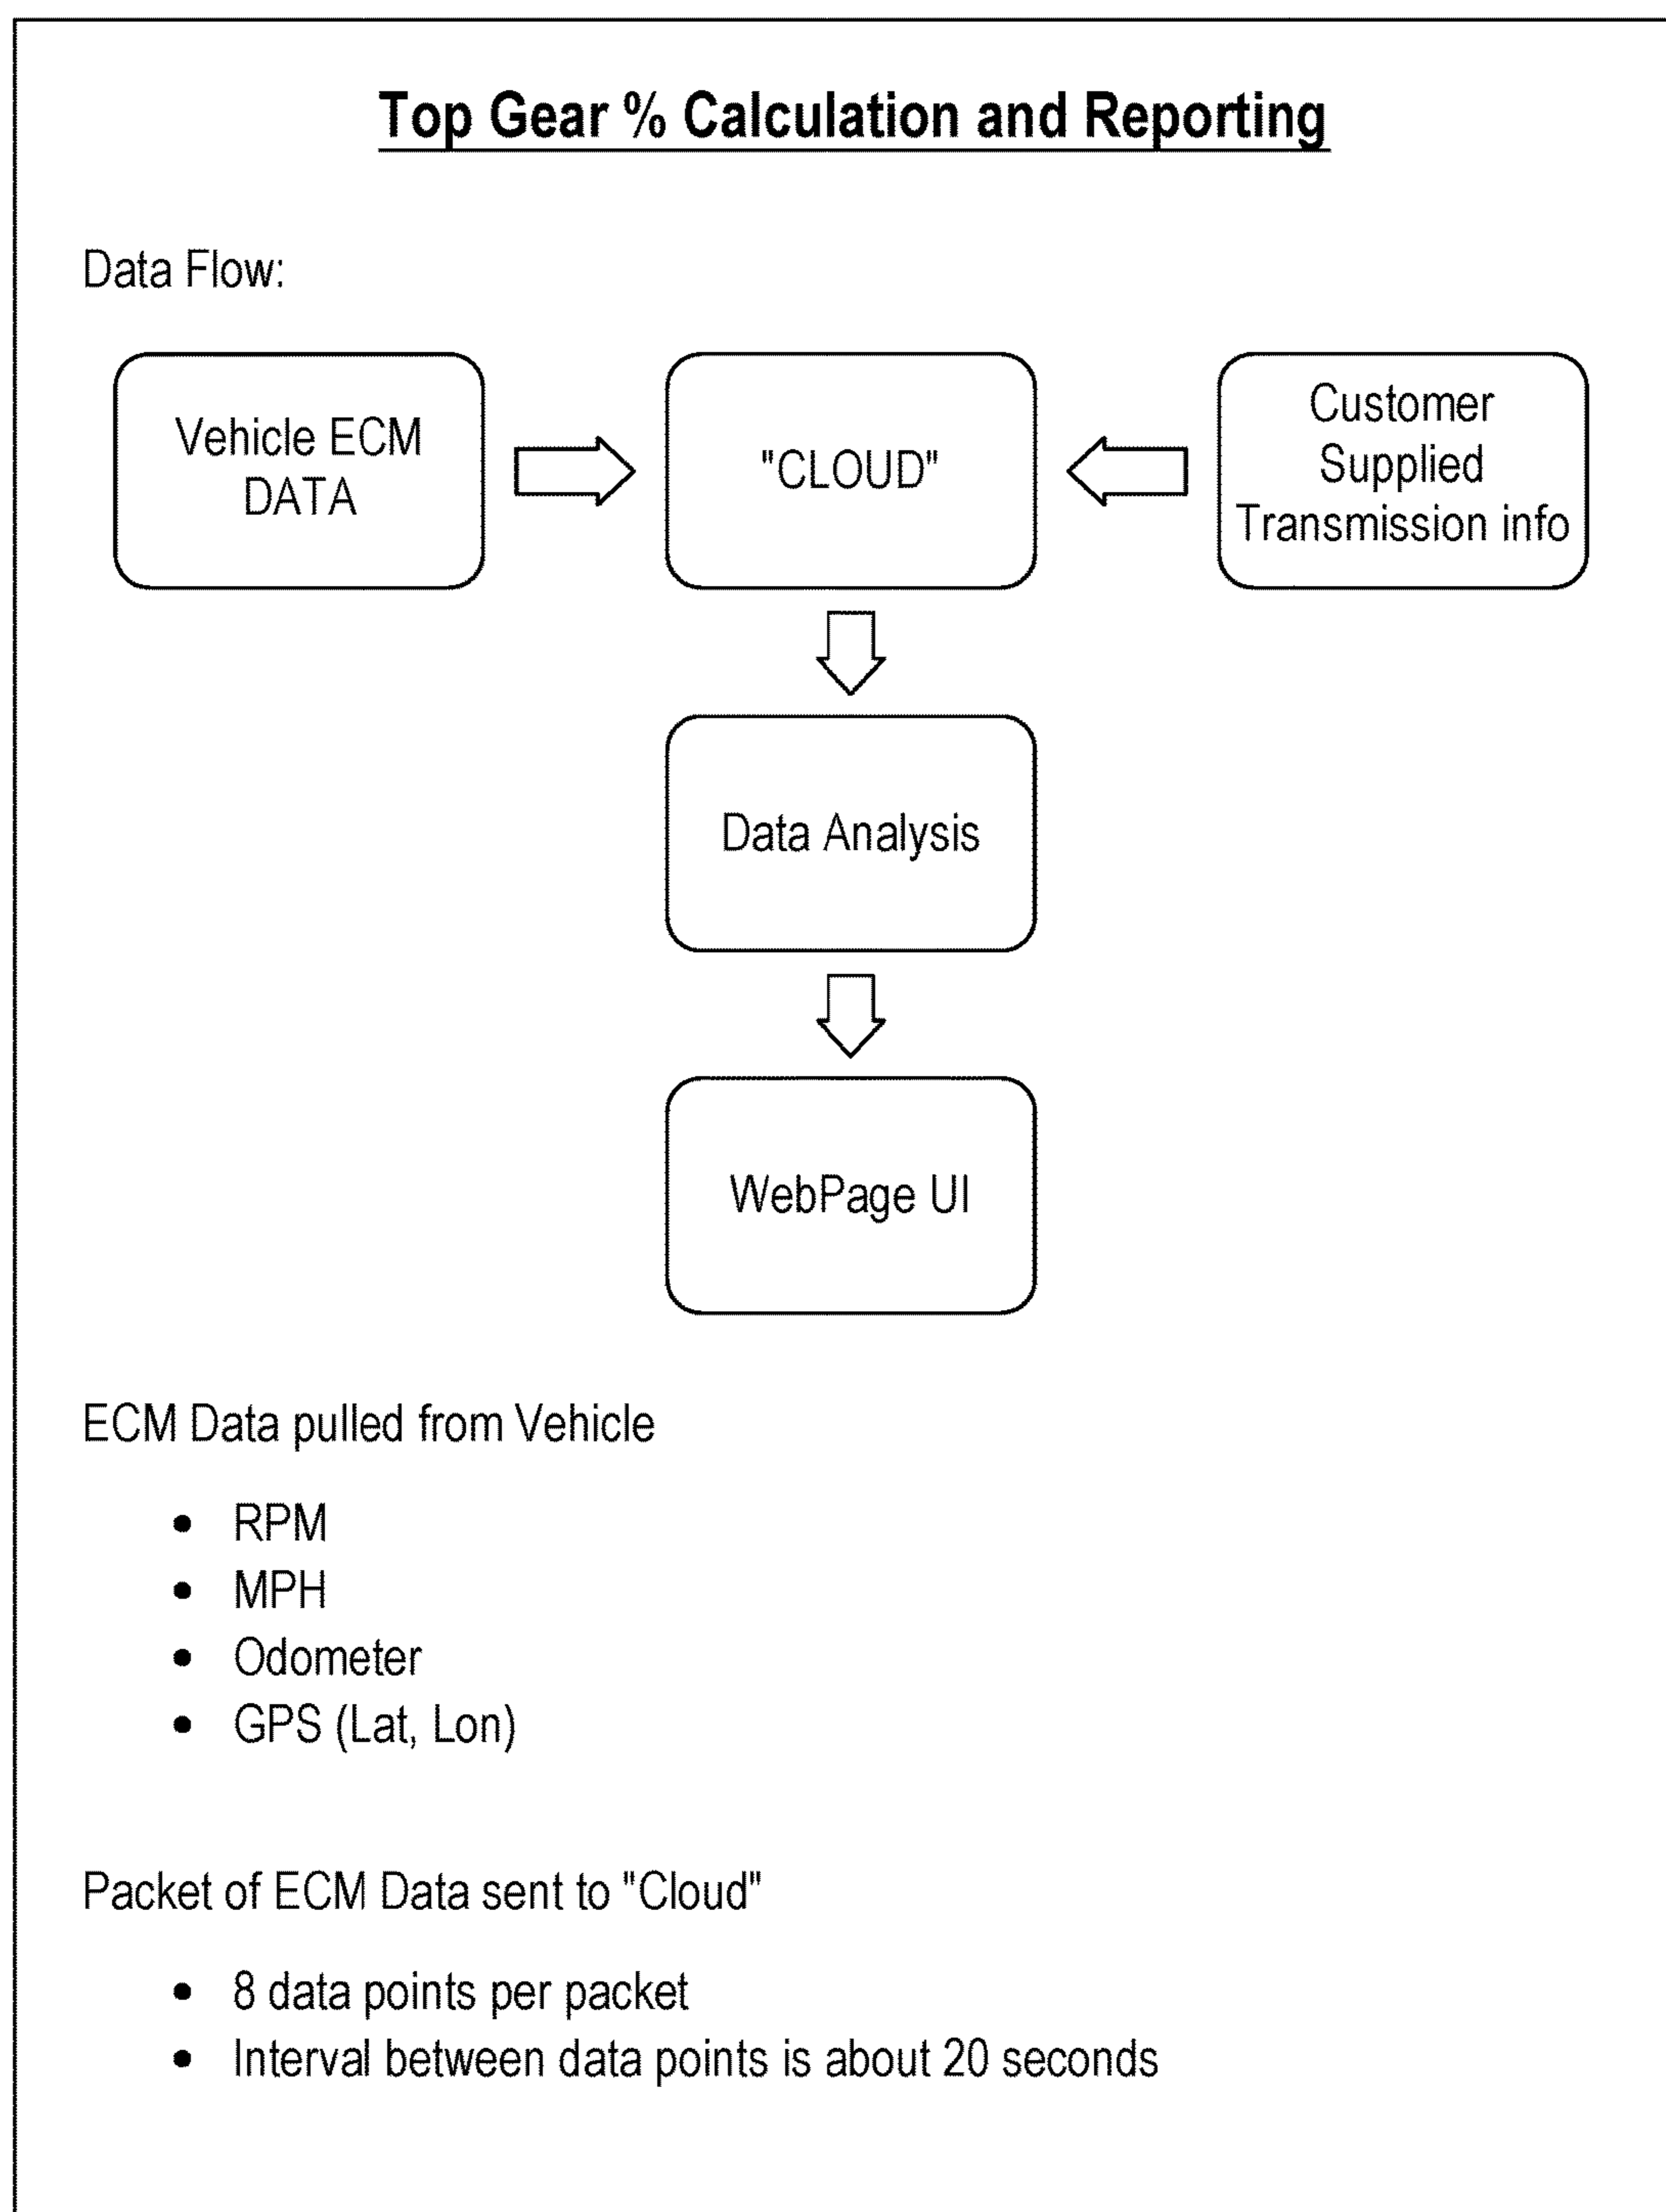 Top Gear % Calculation and Reporting
Data Flow:
Vehicle ECM
DATA
"CLOUD"
Customer
Supplied
Transmission info
Data Analysis
WebPage UI
ECM Data pulled from Vehicle
• RPM
• MPH
• Odometer
• GPS (Lat, Lon)
Packet of ECM Data sent to "Cloud"
• 8 data points per packet
• Interval between data points is about 20 seconds